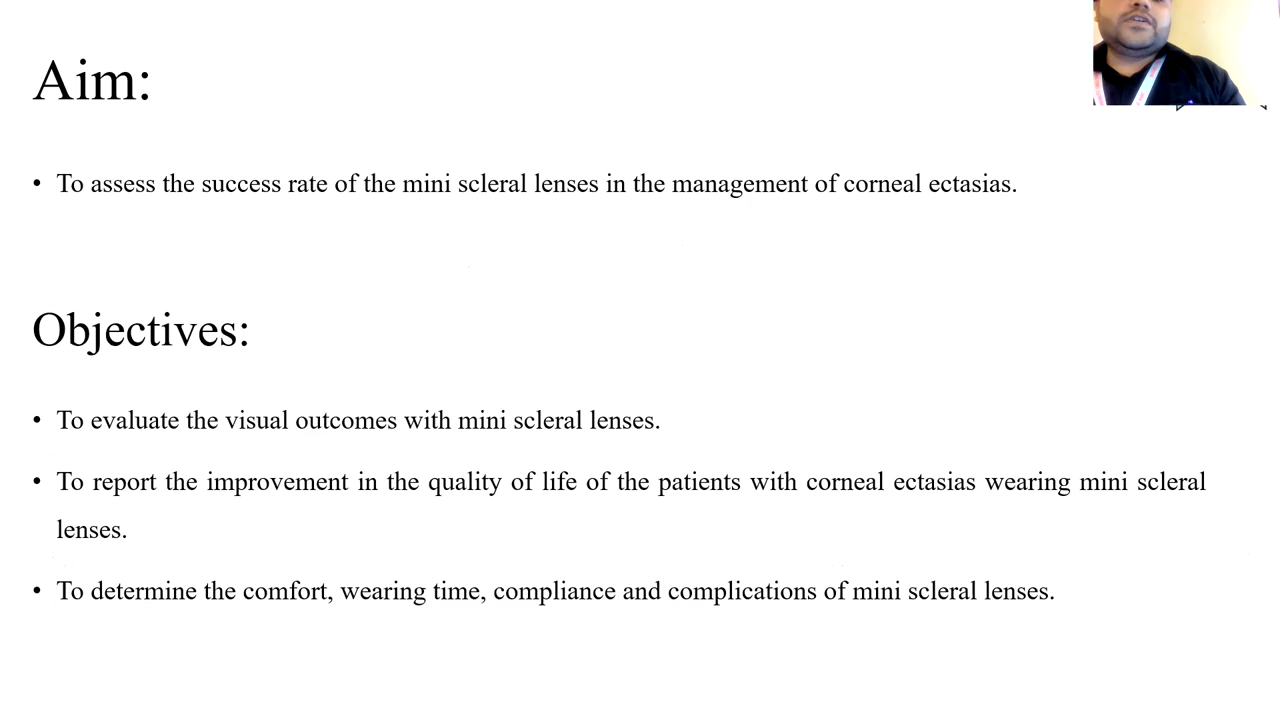 Aim:
• To assess the success rate of the mini scleral lenses in the management of corneal ectasias.
Objectives:
• To evaluate the visual outcomes with mini scleral lenses.
• To report the improvement in the quality of life of the patients with corneal ectasias wearing mini scleral
lenses.
• To determine the comfort, wearing time, compliance and complications of mini scleral lenses.